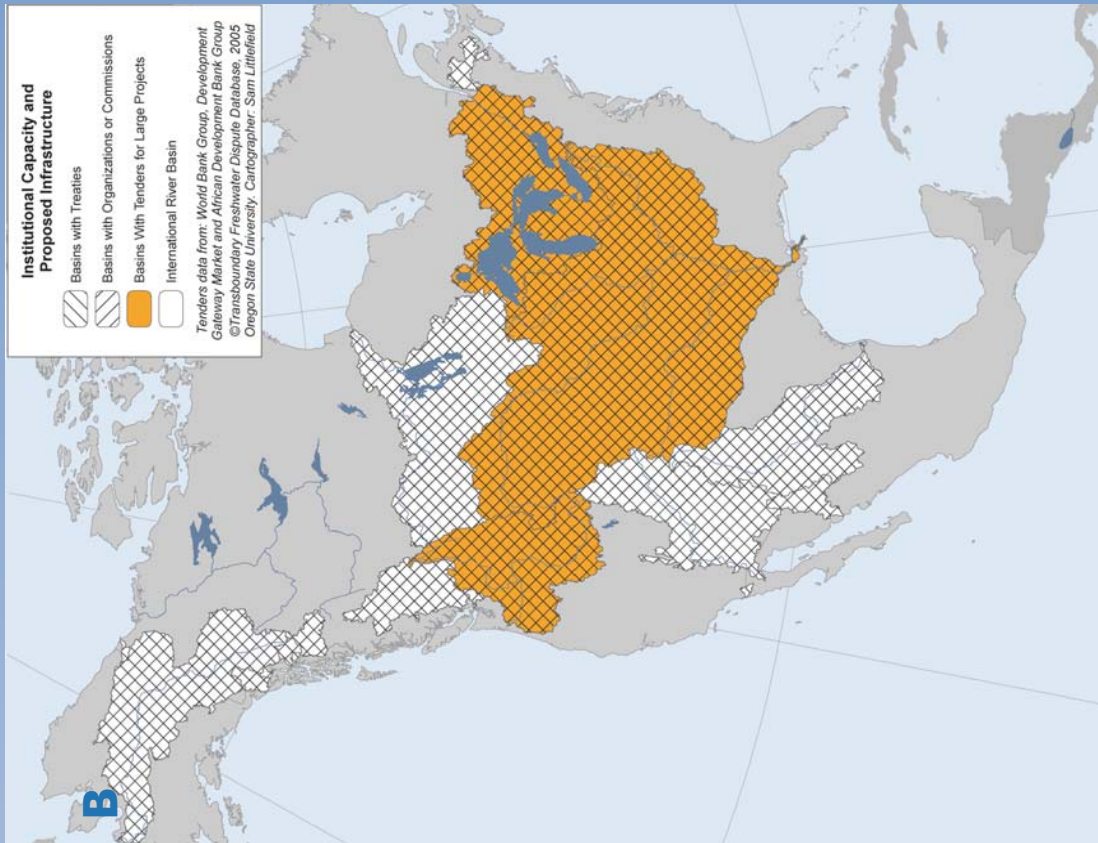 Institutional Capacity and
Proposed Infrastructure
Basins with Treaties
Basins with Organizations or Commissions
Basins With Tenders for Large Projects
International River Basin
Tenders data from: World Bank Group, Development
Gateway Market and African Development Bank Group
©Transboundary Freshwater Dispute Database, 2005
Oregon State University. Cartographer: Sam Littlefield
B